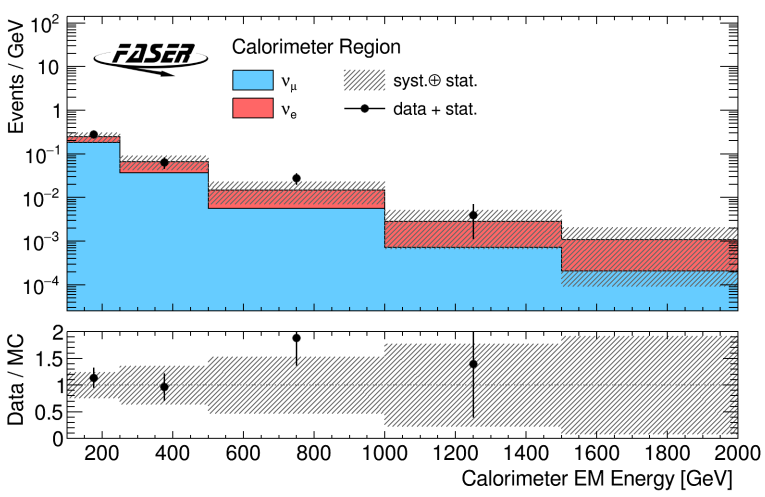 Events / GeV
10²
10
1
10⁻¹
10⁻²
10⁻³
10⁻⁴
FASER
Calorimeter Region
νμ
syst.⊕ stat.
νe
data + stat.
Data / MC
2
1.5
1
0.5
0
200 400 600 800 1000 1200 1400 1600 1800 2000
Calorimeter EM Energy [GeV]